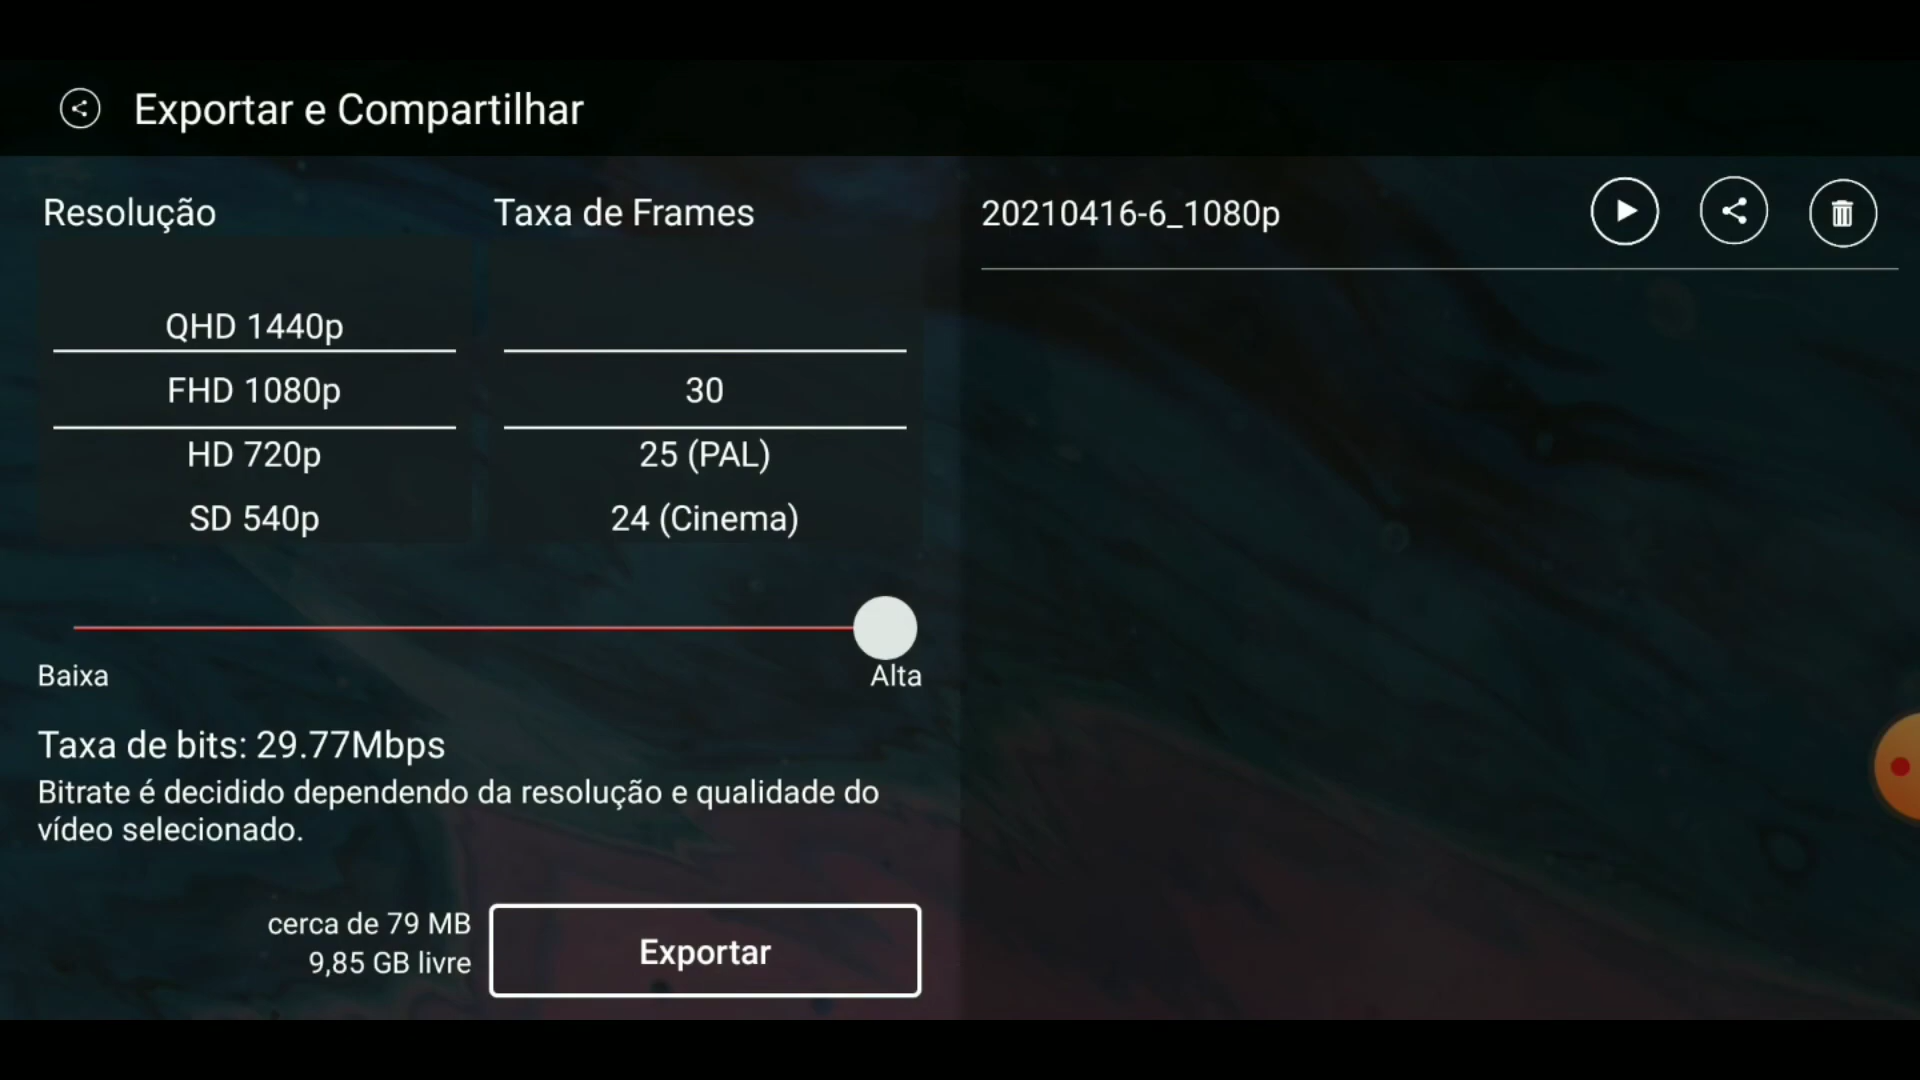 Exportar e Compartilhar
Resolução
Taxa de Frames
QHD 1440p
FHD 1080p
HD 720p
SD 540p
30
25 (PAL)
24 (Cinema)
Baixa
Alta
Taxa de bits: 29.77Mbps
Bitrate é decidido dependendo da resolução e qualidade do
vídeo selecionado.
cerca de 79 MB
9,85 GB livre
Exportar
20210416-6_1080p